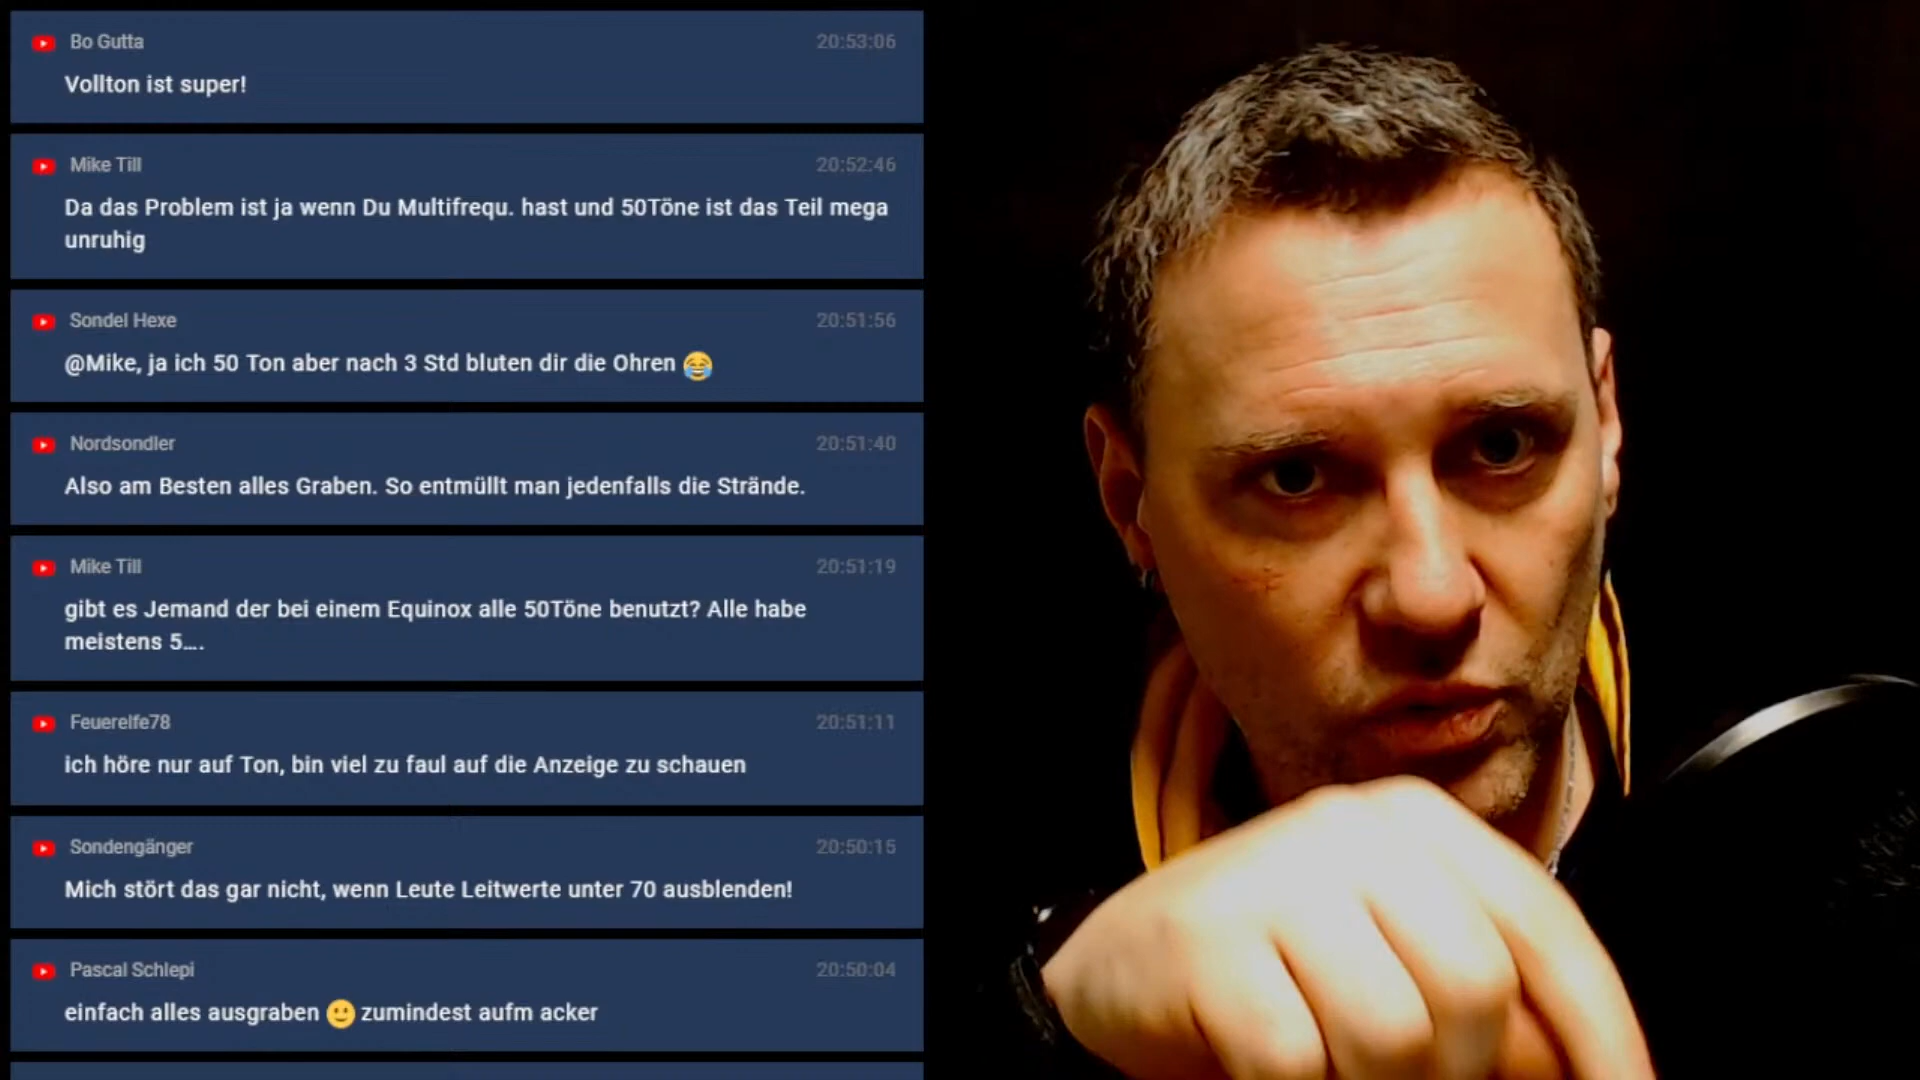 Bo Gutta 20:53:06
Vollton ist super!
Mike Till 20:52:46
Da das Problem ist ja wenn Du Multifrequ. hast und 50Töne ist das Teil mega
unruhig
Sondel Hexe 20:51:56
@Mike, ja ich 50 Ton aber nach 3 Std bluten dir die Ohren 😂
Nordsondler 20:51:40
Also am Besten alles Graben. So entmüllt man jedenfalls die Strände.
Mike Till 20:51:19
gibt es Jemand der bei einem Equinox alle 50Töne benutzt? Alle habe
meistens 5....
Feuerelfe78 20:51:11
ich höre nur auf Ton, bin viel zu faul auf die Anzeige zu schauen
Sondengänger 20:50:15
Mich stört das gar nicht, wenn Leute Leitwerte unter 70 ausblenden!
Pascal Schlepi 20:50:04
einfach alles ausgraben 🙂 zumindest aufm acker